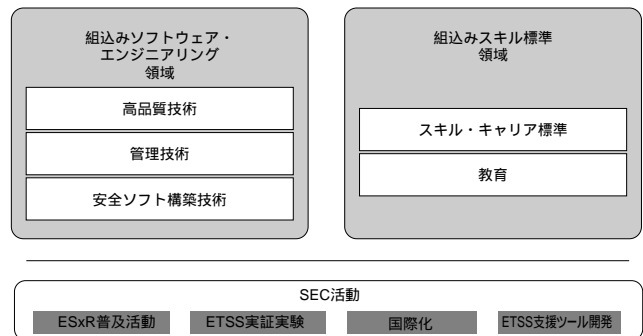 組込みソフトウェア・
エンジニアリング
領域
高品質技術
管理技術
安全ソフト構築技術
組込みスキル標準
領域
スキル・キャリア標準
教育
SEC活動
ESxR普及活動
ETSS実証実験
国際化
ETSS支援ツール開発